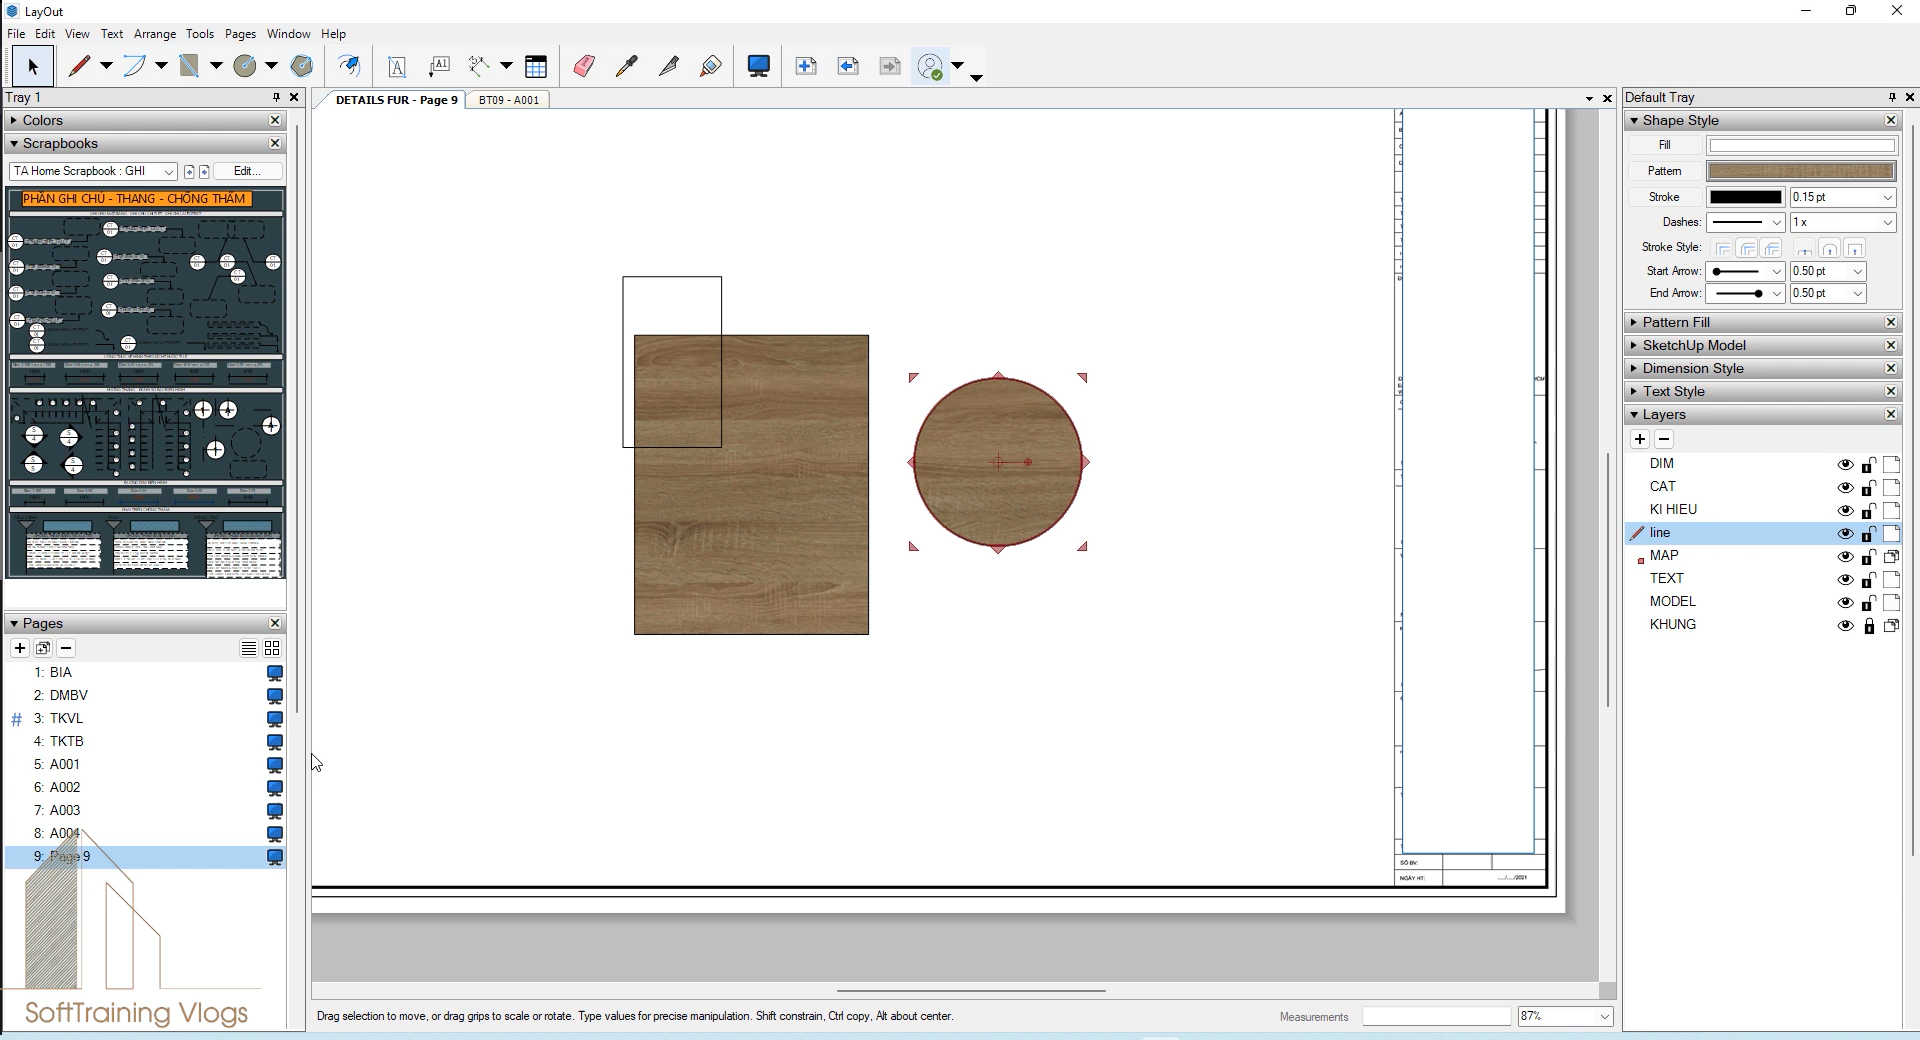 LayOut
File Edit View Text Arrange Tools Pages Window Help
Tray 1
Colors
Scrapbooks
TA Home Scrapbook : GHI
Edit...
PHẦN GHI CHÚ - THANG - CHỐNG THẤM
Pages
1: BIA
2: DMBV
# 3: TKVL
4: TKTB
5: A001
6: A002
7: A003
8: A004
9: Page 9
SoftTraining Vlogs
DETAILS FUR - Page 9
BT09 - A001
SỐ BV:
NGÀY HT:
..../..../2021
Drag selection to move, or drag grips to scale or rotate. Type values for precise manipulation. Shift constrain, Ctrl copy, Alt about center.
Measurements
87%
Default Tray
Shape Style
Fill
Pattern
Stroke
0.15 pt
Dashes:
1 x
Stroke Style:
Start Arrow:
0.50 pt
End Arrow:
0.50 pt
Pattern Fill
SketchUp Model
Dimension Style
Text Style
Layers
DIM
CAT
KI HIEU
line
MAP
TEXT
MODEL
KHUNG